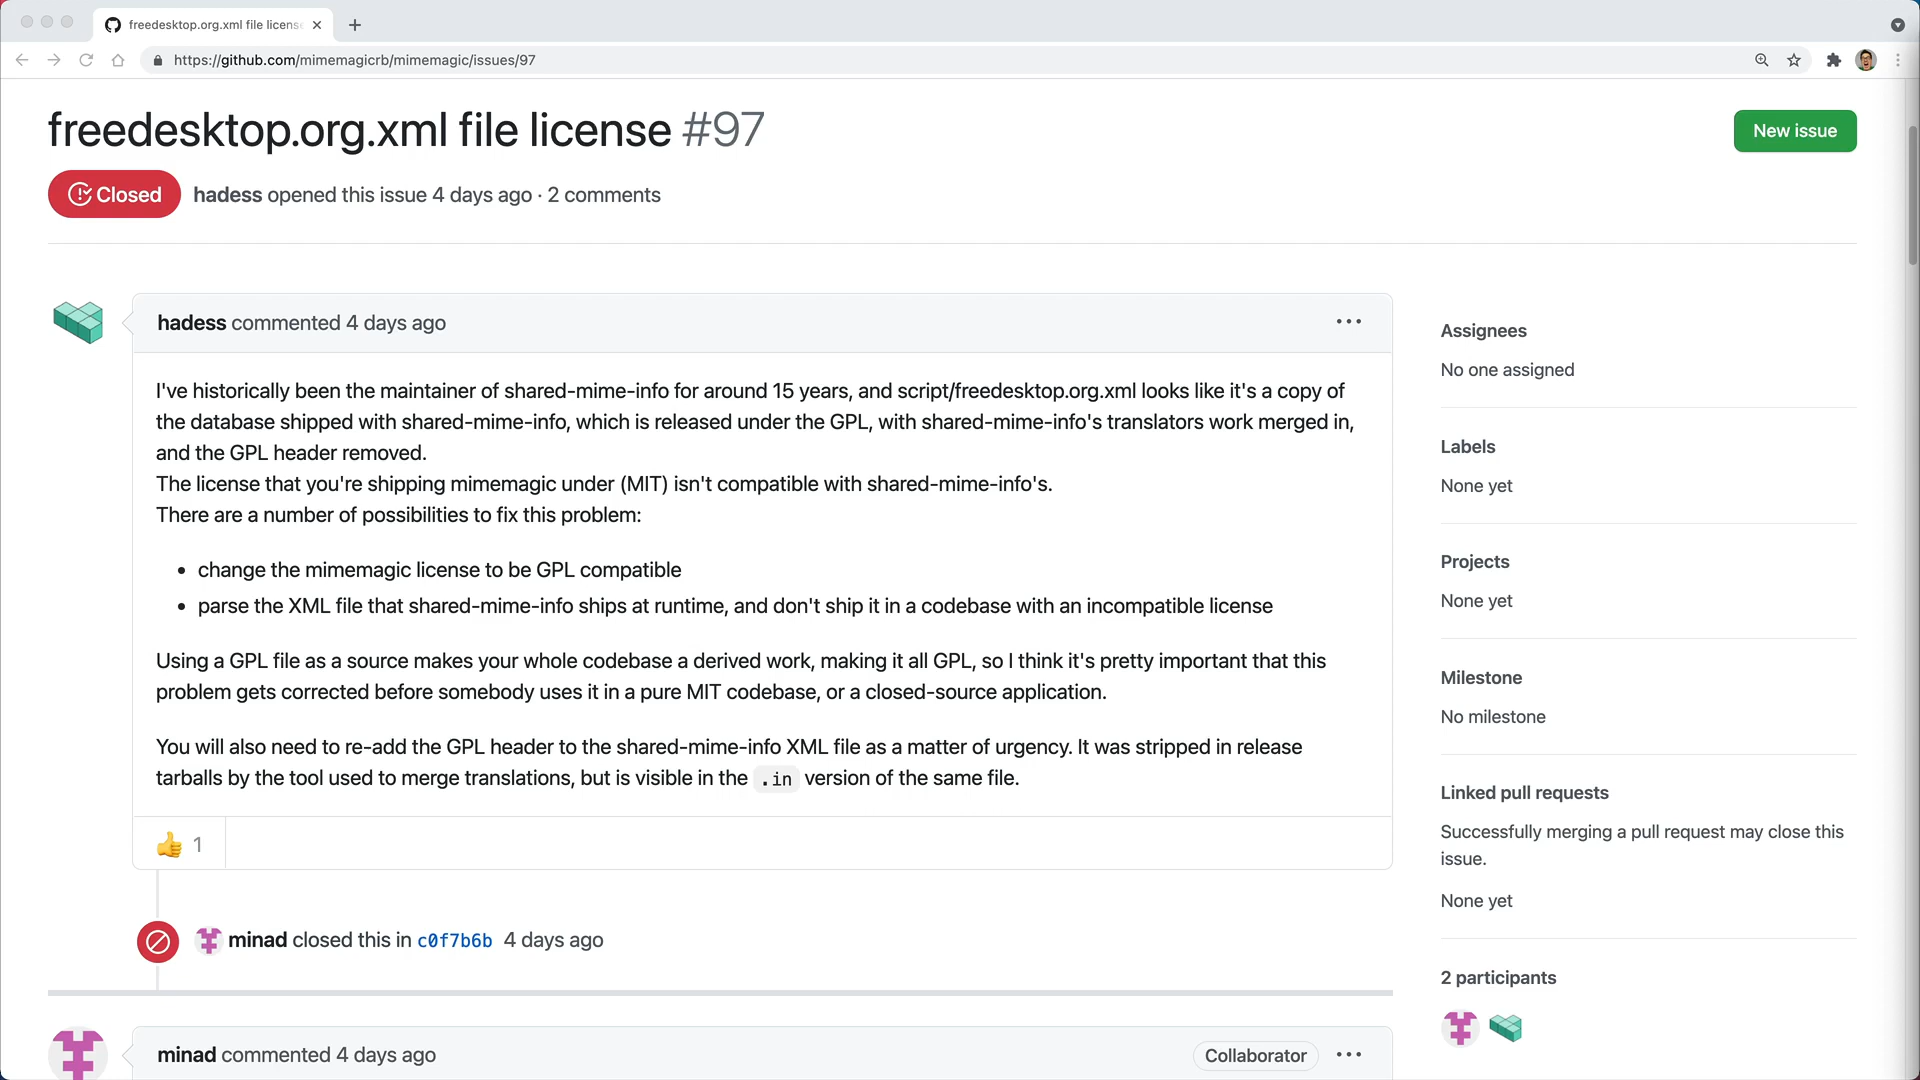 freedesktop.org.xml file license
https://github.com/mimemagicrb/mimemagic/issues/97
freedesktop.org.xml file license #97
New issue
Closed
hadess opened this issue 4 days ago · 2 comments
hadess commented 4 days ago
I've historically been the maintainer of shared-mime-info for around 15 years, and script/freedesktop.org.xml looks like it's a copy of
the database shipped with shared-mime-info, which is released under the GPL, with shared-mime-info's translators work merged in,
and the GPL header removed.
The license that you're shipping mimemagic under (MIT) isn't compatible with shared-mime-info's.
There are a number of possibilities to fix this problem:
• change the mimemagic license to be GPL compatible
• parse the XML file that shared-mime-info ships at runtime, and don't ship it in a codebase with an incompatible license
Using a GPL file as a source makes your whole codebase a derived work, making it all GPL, so I think it's pretty important that this
problem gets corrected before somebody uses it in a pure MIT codebase, or a closed-source application.
You will also need to re-add the GPL header to the shared-mime-info XML file as a matter of urgency. It was stripped in release
tarballs by the tool used to merge translations, but is visible in the .in version of the same file.
👍 1
minad closed this in c0f7b6b 4 days ago
minad commented 4 days ago
Collaborator
Assignees
No one assigned
Labels
None yet
Projects
None yet
Milestone
No milestone
Linked pull requests
Successfully merging a pull request may close this
issue.
None yet
2 participants